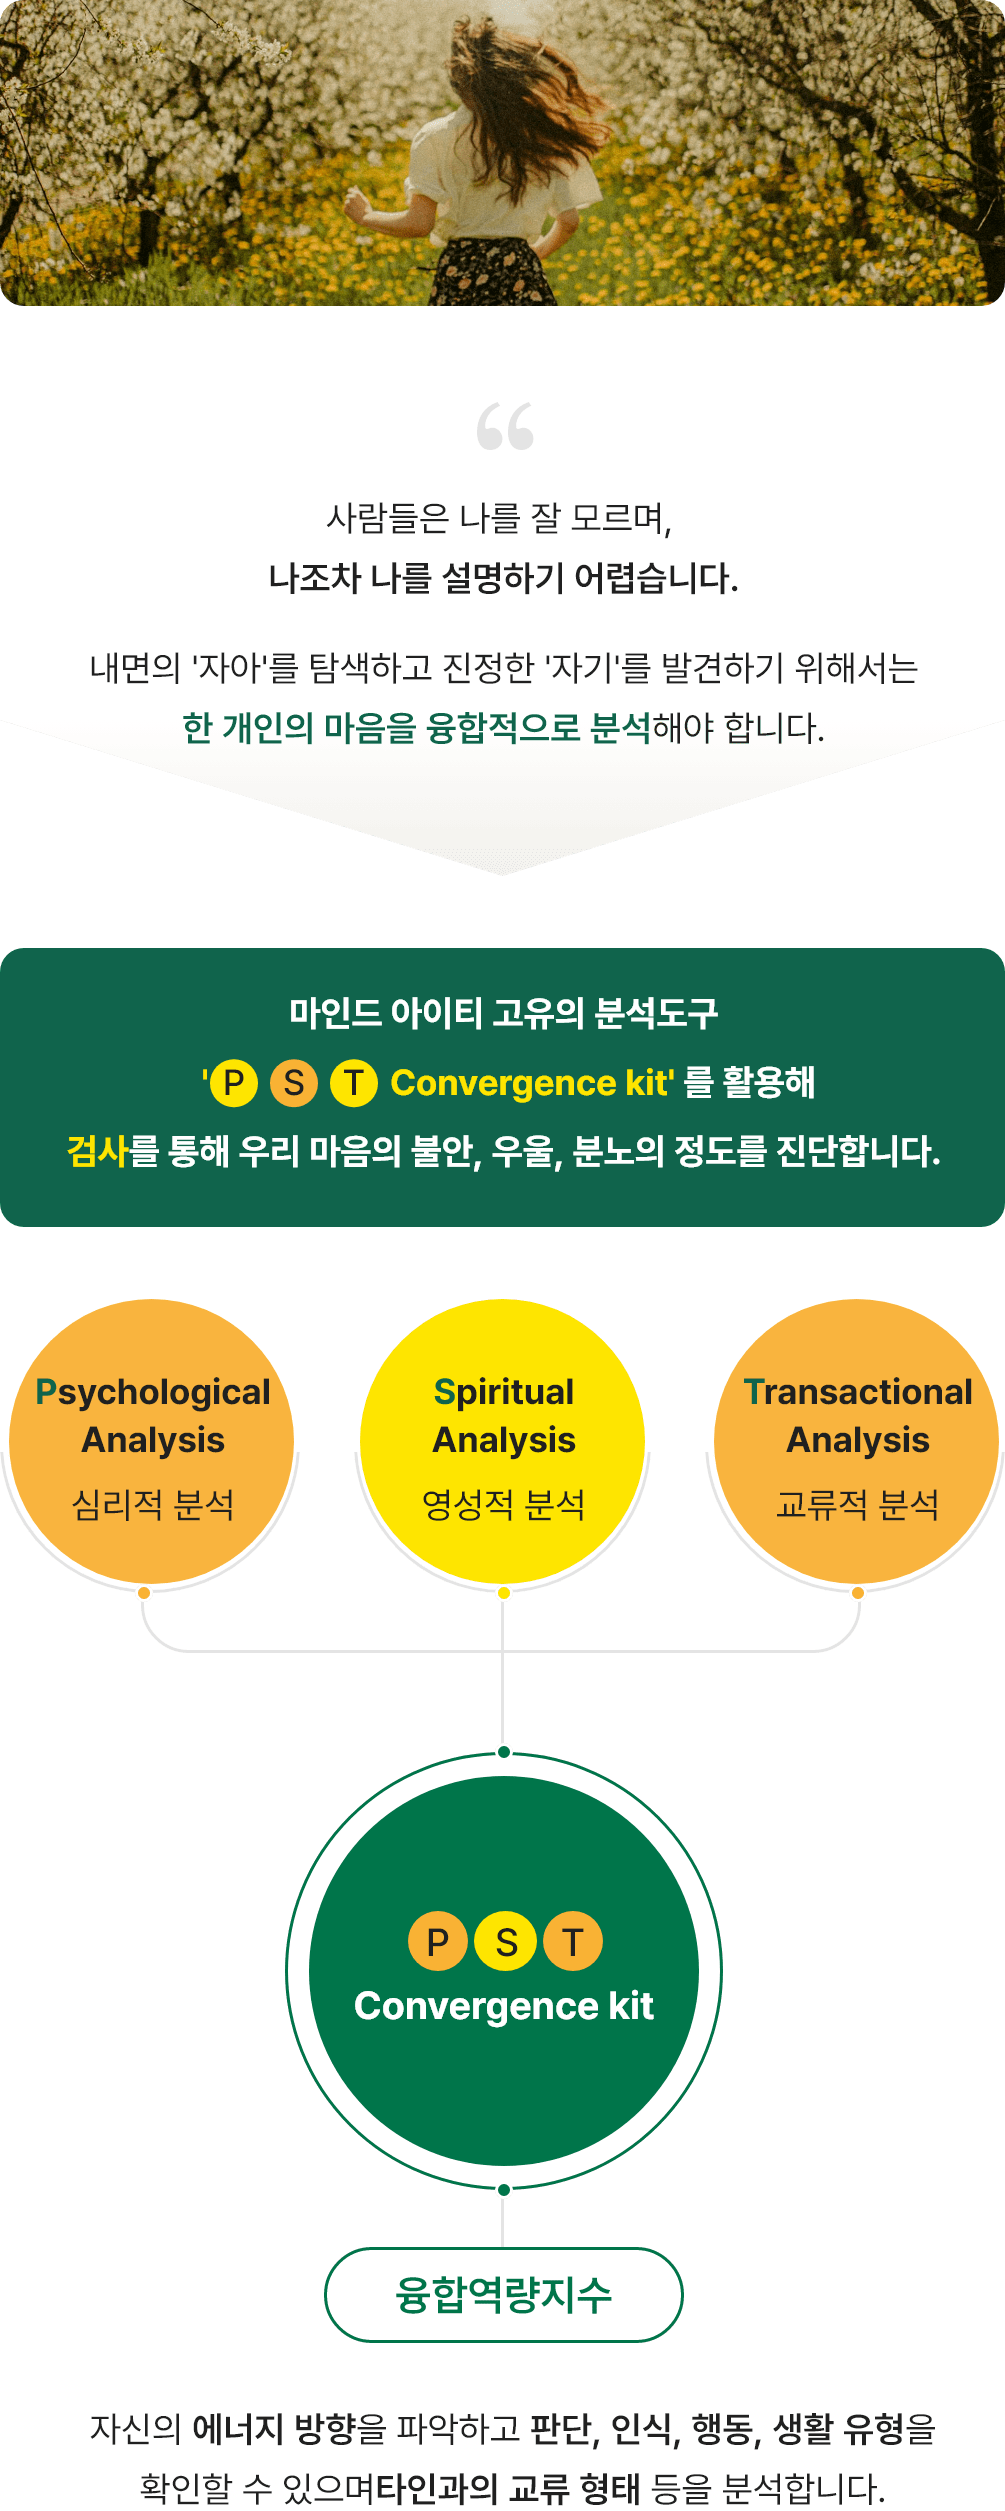 “
사람들은 나를 잘 모르며,
나조차 나를 설명하기 어렵습니다.
내면의 '자아'를 탐색하고 진정한 '자기'를 발견하기 위해서는
한 개인의 마음을 융합적으로 분석해야 합니다.
마인드 아이티 고유의 분석도구
'P S T Convergence kit' 를 활용해
검사를 통해 우리 마음의 불안, 우울, 분노의 정도를 진단합니다.
Psychological
Analysis
심리적 분석
Spiritual
Analysis
영성적 분석
Transactional
Analysis
교류적 분석
P S T
Convergence kit
융합역량지수
자신의 에너지 방향을 파악하고 판단, 인식, 행동, 생활 유형을
확인할 수 있으며타인과의 교류 형태 등을 분석합니다.